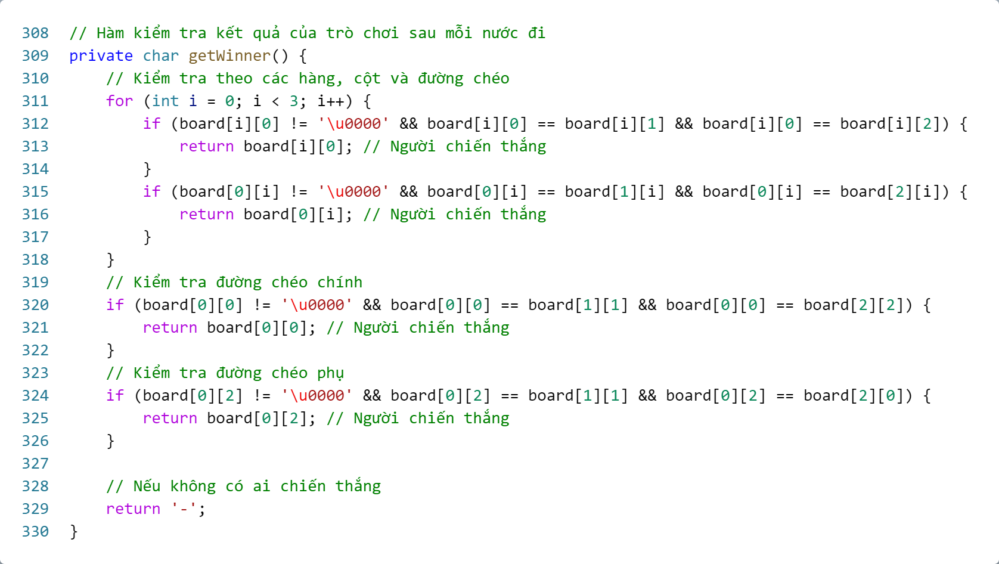 308 // Hàm kiểm tra kết quả của trò chơi sau mỗi nước đi
309 private char getWinner() {
310     // Kiểm tra theo các hàng, cột và đường chéo
311     for (int i = 0; i < 3; i++) {
312         if (board[i][0] != '\u0000' && board[i][0] == board[i][1] && board[i][0] == board[i][2]) {
313             return board[i][0]; // Người chiến thắng
314         }
315         if (board[0][i] != '\u0000' && board[0][i] == board[1][i] && board[0][i] == board[2][i]) {
316             return board[0][i]; // Người chiến thắng
317         }
318     }
319     // Kiểm tra đường chéo chính
320     if (board[0][0] != '\u0000' && board[0][0] == board[1][1] && board[0][0] == board[2][2]) {
321         return board[0][0]; // Người chiến thắng
322     }
323     // Kiểm tra đường chéo phụ
324     if (board[0][2] != '\u0000' && board[0][2] == board[1][1] && board[0][2] == board[2][0]) {
325         return board[0][2]; // Người chiến thắng
326     }
327
328     // Nếu không có ai chiến thắng
329     return '-';
330 }